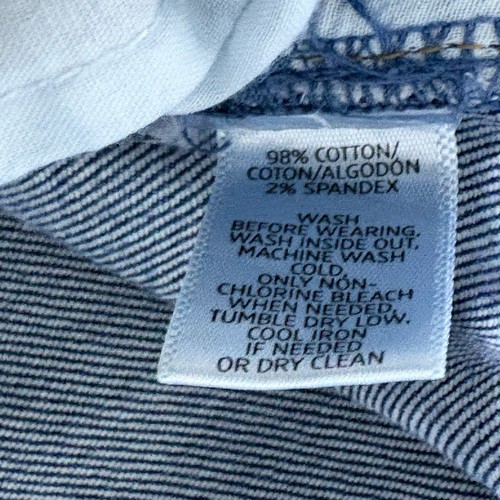 98% COTTON/
COTON/ALGODÓN
2% SPANDEX
WASH
BEFORE WEARING,
WASH INSIDE OUT,
MACHINE WASH
COLD,
ONLY NON-
CHLORINE BLEACH
WHEN NEEDED,
TUMBLE DRY LOW.
COOL IRON
IF NEEDED
OR DRY CLEAN